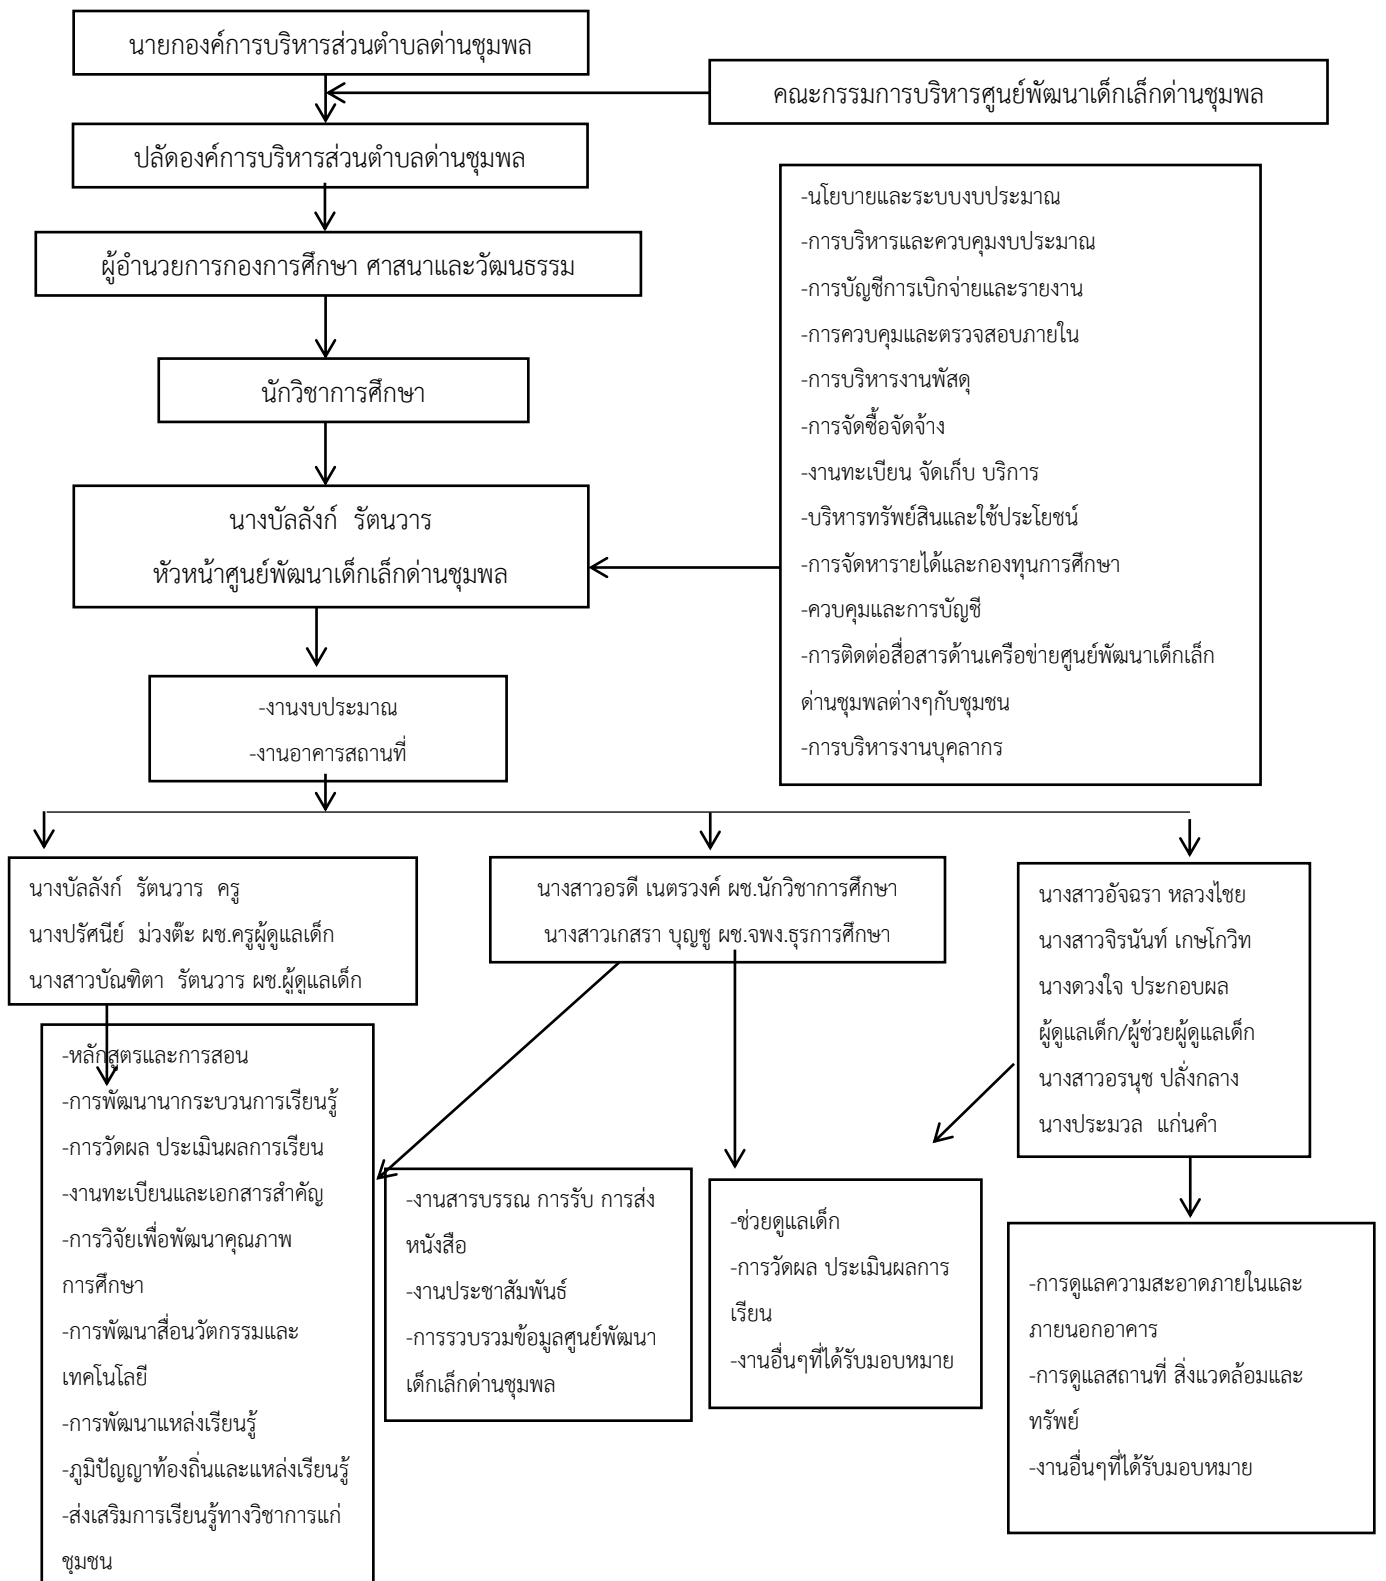 นายกองค์การบริหารส่วนตำบลด่านชุมพล
คณะกรรมการบริหารศูนย์พัฒนาเด็กเล็กด่านชุมพล
ปลัดองค์การบริหารส่วนตำบลด่านชุมพล
ผู้อำนวยการกองการศึกษา ศาสนาและวัฒนธรรม
นักวิชาการศึกษา
นางบัลลังก์ รัตนวาร
หัวหน้าศูนย์พัฒนาเด็กเล็กด่านชุมพล
-นโยบายและระบบงบประมาณ
-การบริหารและควบคุมงบประมาณ
-การบัญชีการเบิกจ่ายและรายงาน
-การควบคุมและตรวจสอบภายใน
-การบริหารงานพัสดุ
-การจัดซื้อจัดจ้าง
-งานทะเบียน จัดเก็บ บริการ
-บริหารทรัพย์สินและใช้ประโยชน์
-การจัดหารายได้และกองทุนการศึกษา
-ควบคุมและการบัญชี
-การติดต่อสื่อสารด้านเครือข่ายศูนย์พัฒนาเด็กเล็ก
ด่านชุมพลต่างๆกับชุมชน
-การบริหารงานบุคลากร
-งานงบประมาณ
-งานอาคารสถานที่
นางบัลลังก์ รัตนวาร ครู
นางปรัศนีย์ ม่วงต๊ะ ผช.ครูผู้ดูแลเด็ก
นางสาวบัณฑิตา รัตนวาร ผช.ผู้ดูแลเด็ก
นางสาวอรดี เนตรวงค์ ผช.นักวิชาการศึกษา
นางสาวเกสรา บุญชู ผช.จพง.ธุรการศึกษา
นางสาวอัจฉรา หลวงไชย
นางสาวจิรนันท์ เกษโกวิท
นางดวงใจ ประกอบผล
ผู้ดูแลเด็ก/ผู้ช่วยผู้ดูแลเด็ก
นางสาวอรนุช ปลั่งกลาง
นางประมวล แก่นคำ
-หลักสูตรและการสอน
-การพัฒนานากระบวนการเรียนรู้
-การวัดผล ประเมินผลการเรียน
-งานทะเบียนและเอกสารสำคัญ
-การวิจัยเพื่อพัฒนาคุณภาพ
การศึกษา
-การพัฒนาสื่อนวัตกรรมและ
เทคโนโลยี
-การพัฒนาแหล่งเรียนรู้
-ภูมิปัญญาท้องถิ่นและแหล่งเรียนรู้
-ส่งเสริมการเรียนรู้ทางวิชาการแก่
ชุมชน
-งานสารบรรณ การรับ การส่ง
หนังสือ
-งานประชาสัมพันธ์
-การรวบรวมข้อมูลศูนย์พัฒนา
เด็กเล็กด่านชุมพล
-ช่วยดูแลเด็ก
-การวัดผล ประเมินผลการ
เรียน
-งานอื่นๆที่ได้รับมอบหมาย
-การดูแลความสะอาดภายในและ
ภายนอกอาคาร
-การดูแลสถานที่ สิ่งแวดล้อมและ
ทรัพย์
-งานอื่นๆที่ได้รับมอบหมาย